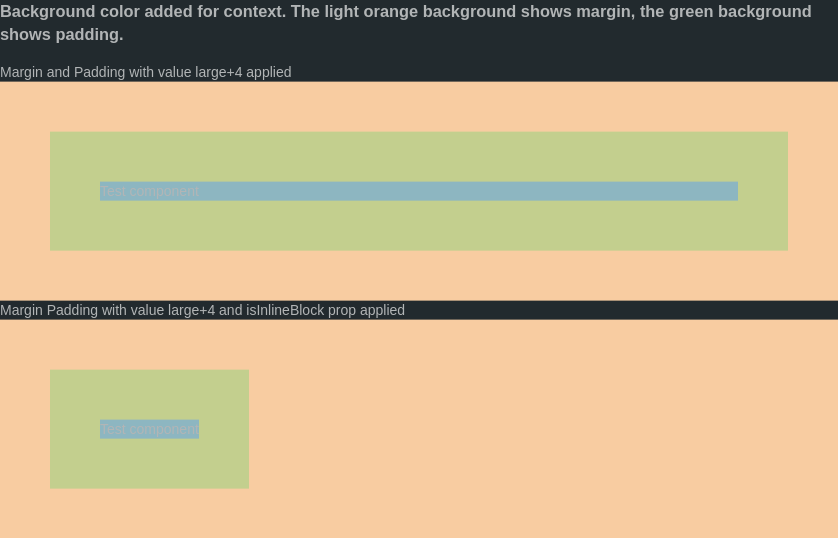 Background color added for context. The light orange background shows margin, the green background
shows padding.
Margin and Padding with value large+4 applied
Test component
Margin Padding with value large+4 and isInlineBlock prop applied
Test component